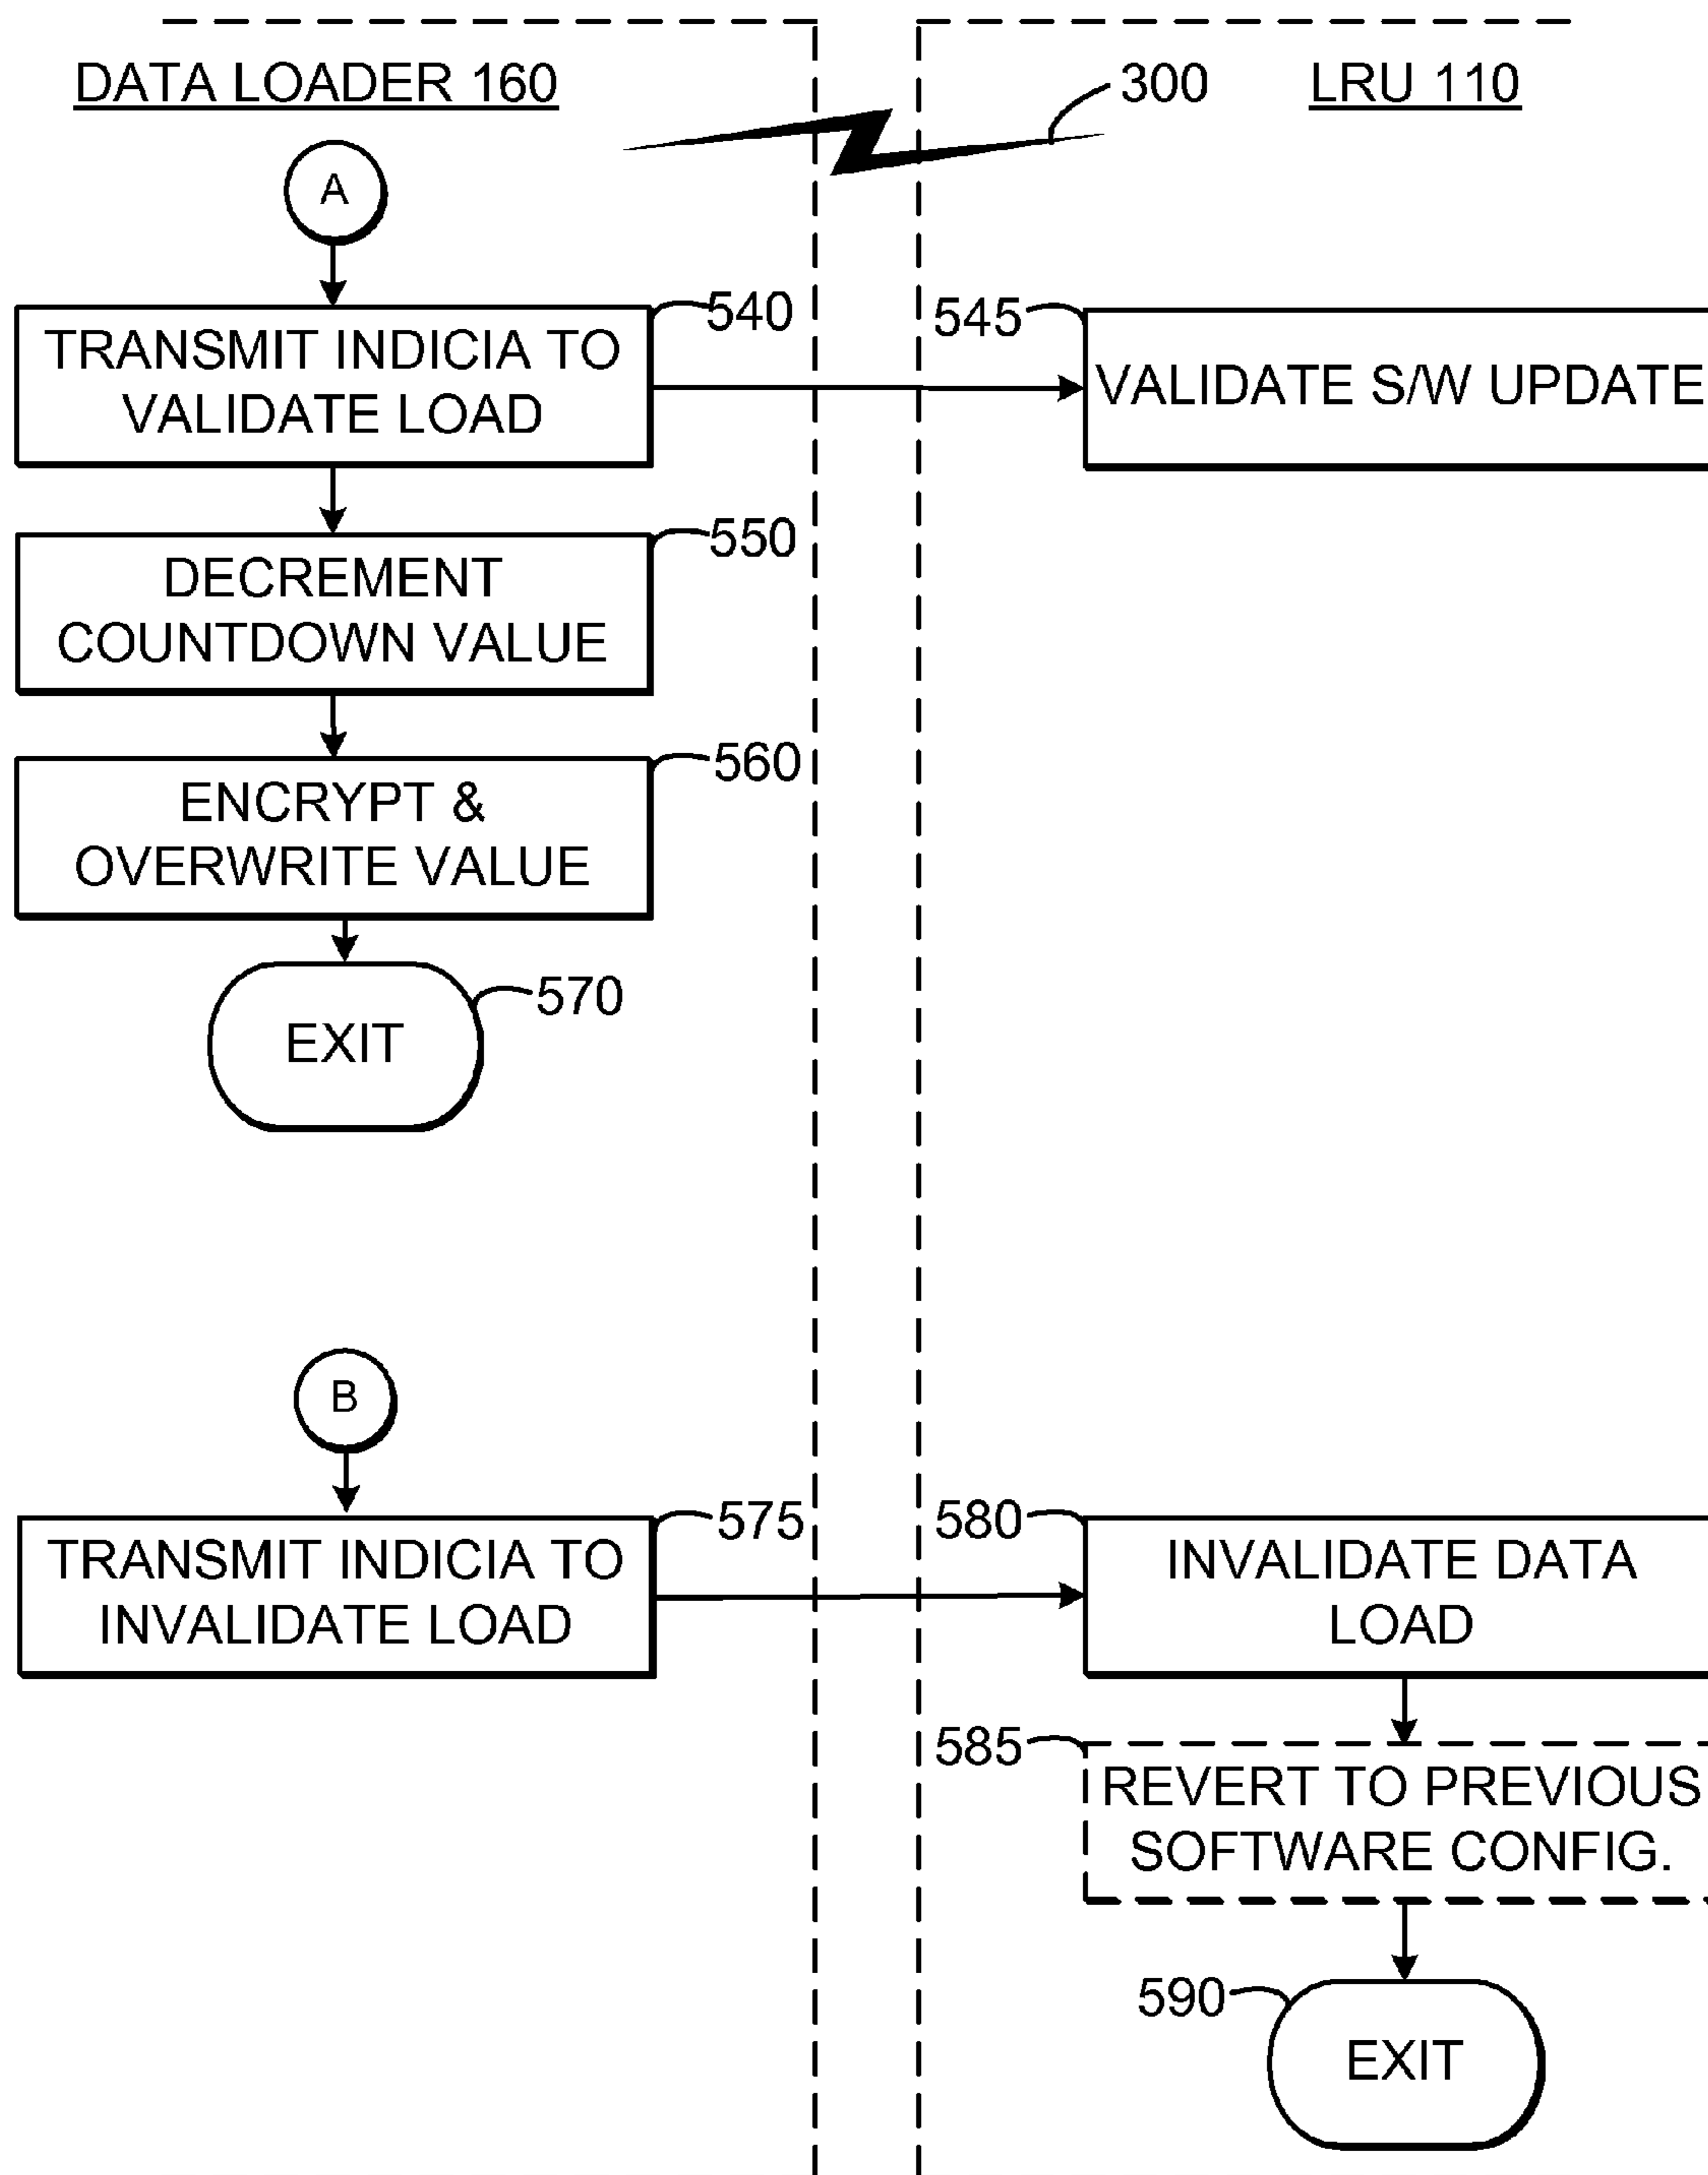 DATA LOADER 160
300
LRU 110
A
540
TRANSMIT INDICIA TO
VALIDATE LOAD
545
VALIDATE S/W UPDATE
550
DECREMENT
COUNTDOWN VALUE
560
ENCRYPT &
OVERWRITE VALUE
570
EXIT
B
575
TRANSMIT INDICIA TO
INVALIDATE LOAD
580
INVALIDATE DATA
LOAD
585
REVERT TO PREVIOUS
SOFTWARE CONFIG.
590
EXIT